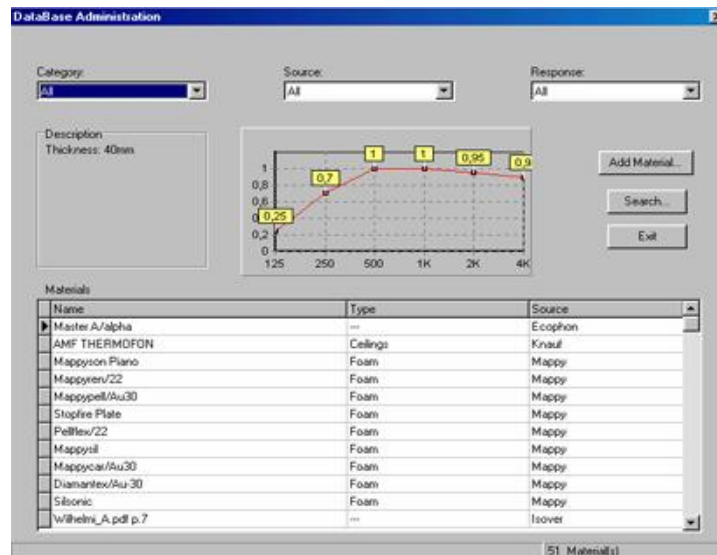 DataBase Administration
Category: Source: Response:
All All All
Description
Thickness: 40mm
Add Material...
Search...
Exit
1 1 0,95 0,9
0,7
0,25
1
0,8
0,6
0,2
0
125 250 500 1K 2K 4K
Materials
Name Type Source
Master A/alpha --- Ecophon
AMF THERMOFON Ceilings Knauf
Mappyson Piano Foam Mappy
Mappyren/22 Foam Mappy
Mappypell/Au30 Foam Mappy
Stopfire Plate Foam Mappy
Pellflex/22 Foam Mappy
Mappysil Foam Mappy
Mappycar/Au30 Foam Mappy
Diamantex/Au-30 Foam Mappy
Silsonic Foam Mappy
Wilhelmi_A.pdf p.7 --- Isover
51 Material(s)